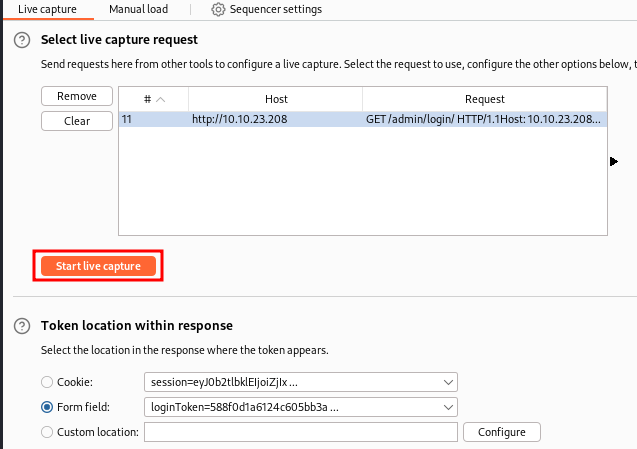 Live capture Manual load Sequencer settings
? Select live capture request
Send requests here from other tools to configure a live capture. Select the request to use, configure the other options below, t
Remove # Host Request
Clear 11 http://10.10.23.208 GET /admin/login/ HTTP/1.1Host: 10.10.23.208...
Start live capture
? Token location within response
Select the location in the response where the token appears.
Cookie: session=eyJ0b2tlbklEIjoiZjIx ...
Form field: loginToken=588f0d1a6124c605bb3a ...
Custom location: Configure